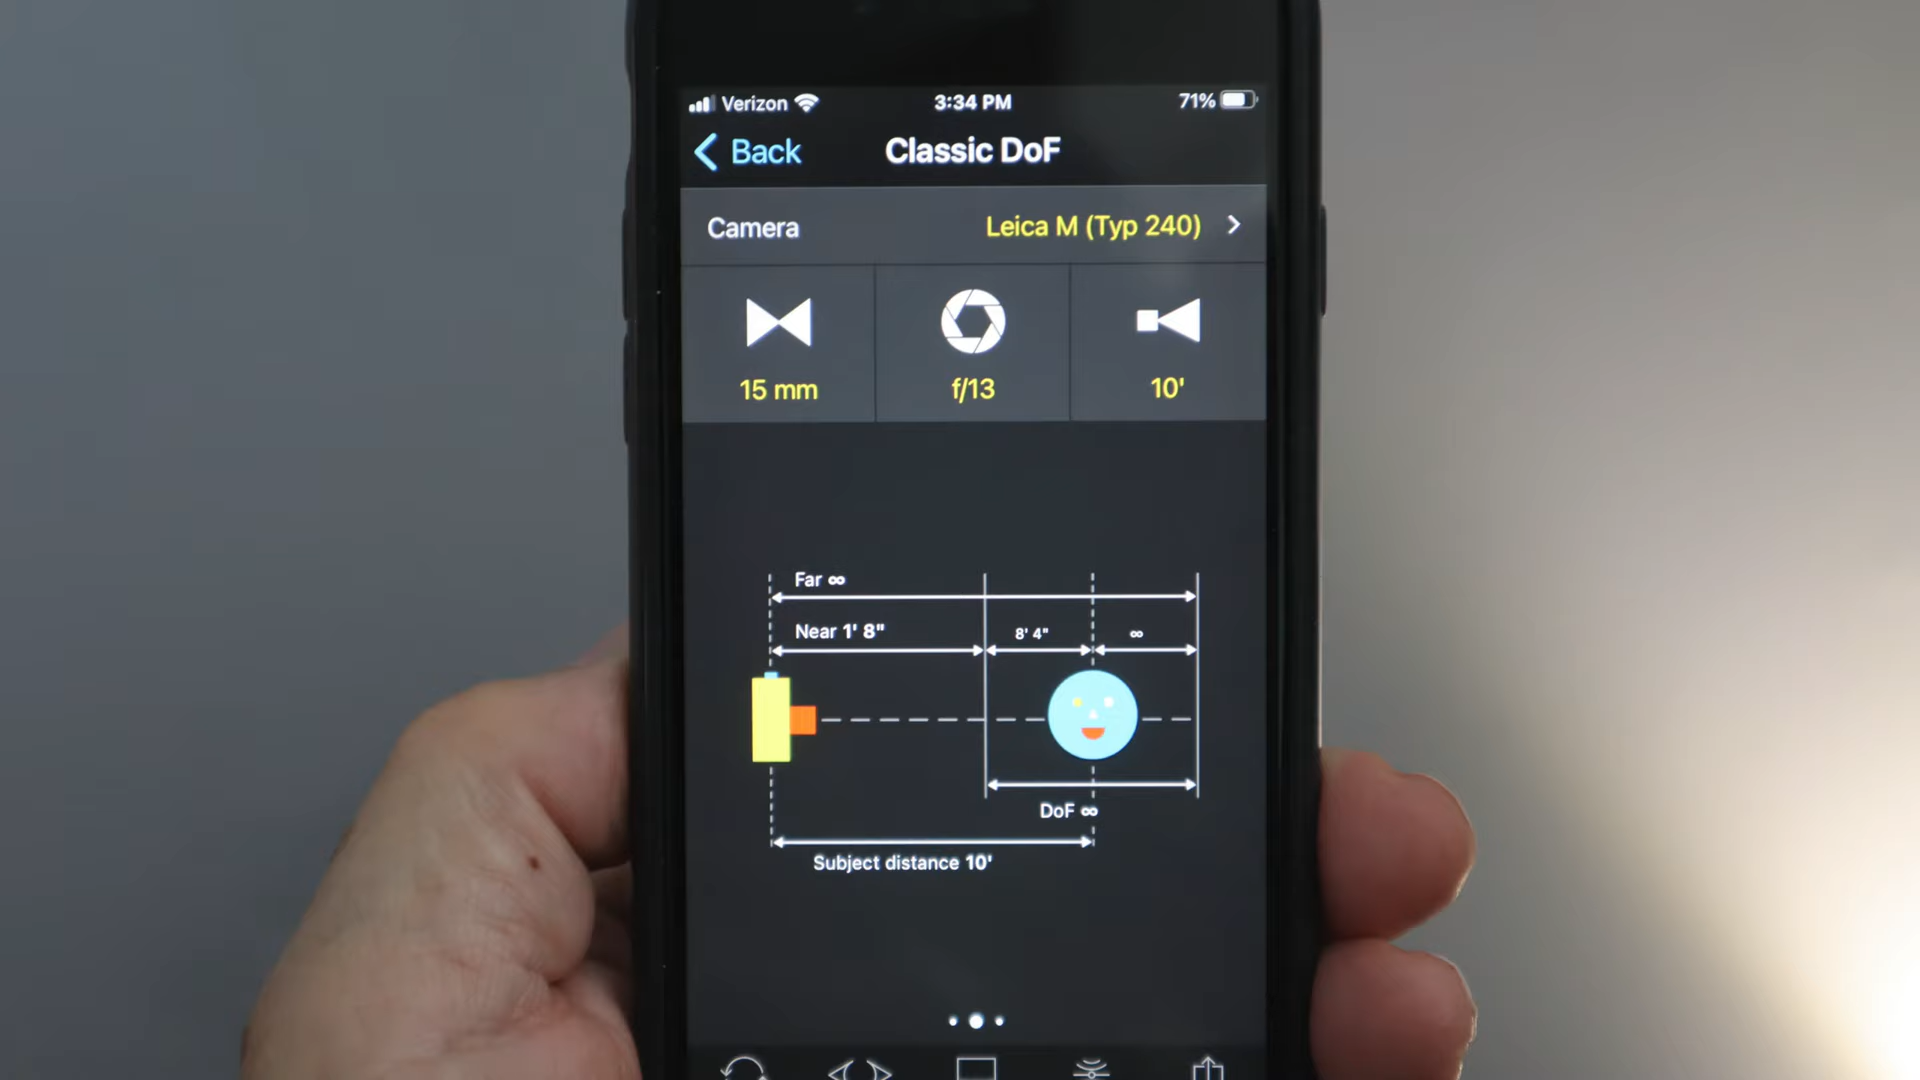 Verizon 3:34 PM 71%
Back Classic DoF
Camera Leica M (Typ 240)
15 mm f/13 10'
Far ∞
Near 1' 8" 8' 4" ∞
DoF ∞
Subject distance 10'